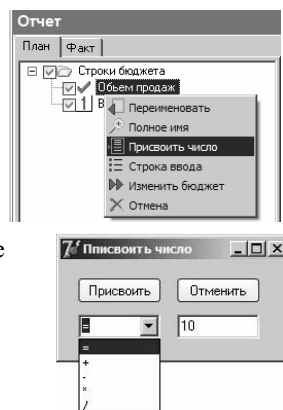 Отчет
План Факт
Строки бюджета
Объем продаж
1 В
Переименовать
Полное имя
Присвоить число
Строка ввода
Изменить бюджет
Отмена
е
Присвоить число
Присвоить Отменить
= 10
=
+
-
*
/